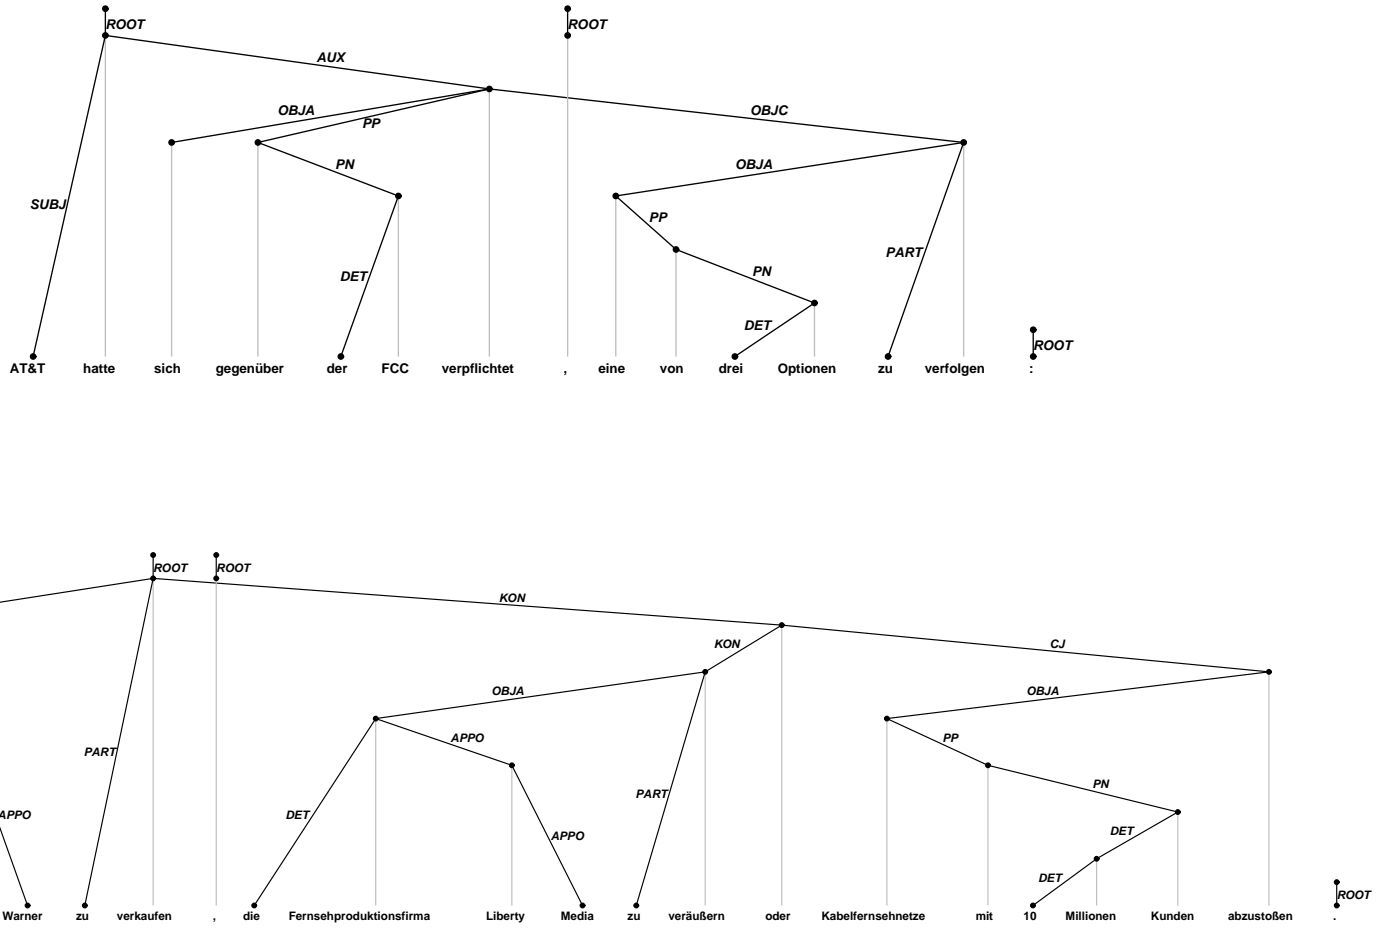 ROOT ROOT
AUX
OBJA OBJC
PP
PN OBJA
SUBJ PP
DET PART PN
DET
ROOT
AT&T hatte sich gegenüber der FCC verpflichtet , eine von drei Optionen zu verfolgen :
ROOT ROOT
KON
KON CJ
OBJA OBJA
APPO PP
PART PN
PART
APPO DET DET
APPO
DET
ROOT
Warner zu verkaufen , die Fernsehproduktionsfirma Liberty Media zu veräußern oder Kabelfernsehnetze mit 10 Millionen Kunden abzustoßen .